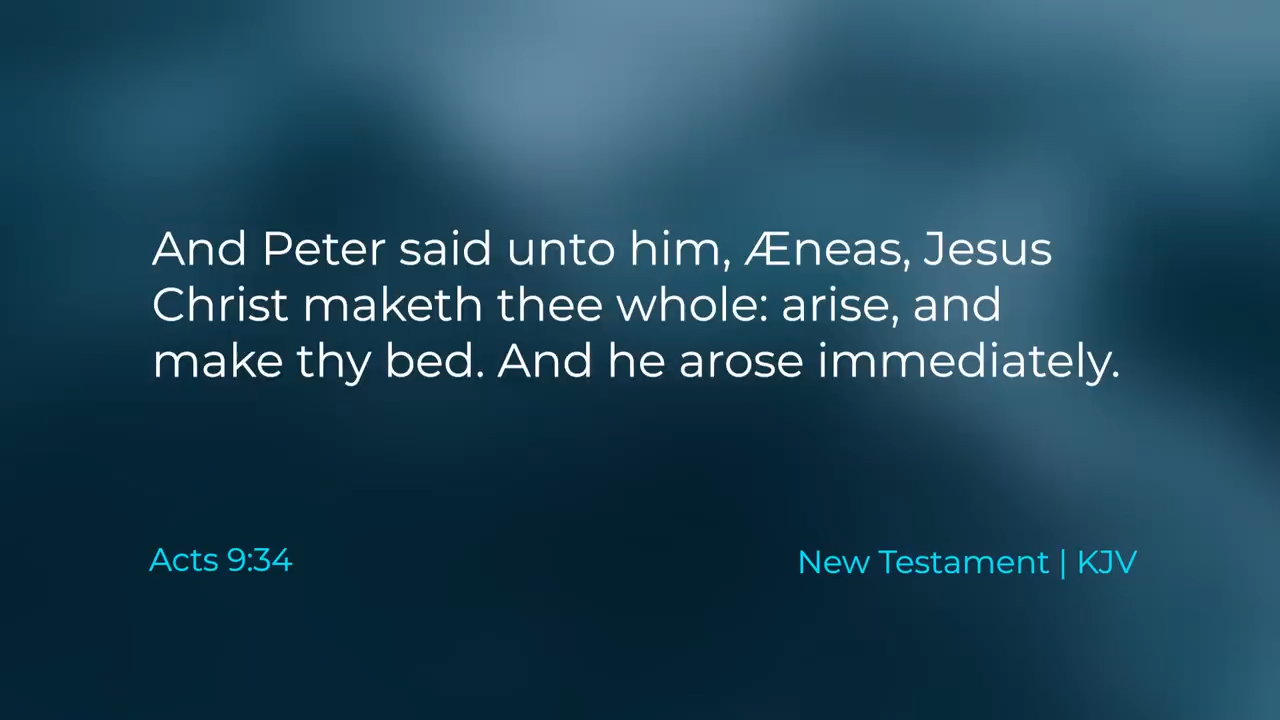 And Peter said unto him, Æneas, Jesus
Christ maketh thee whole: arise, and
make thy bed. And he arose immediately.
Acts 9:34
New Testament | KJV